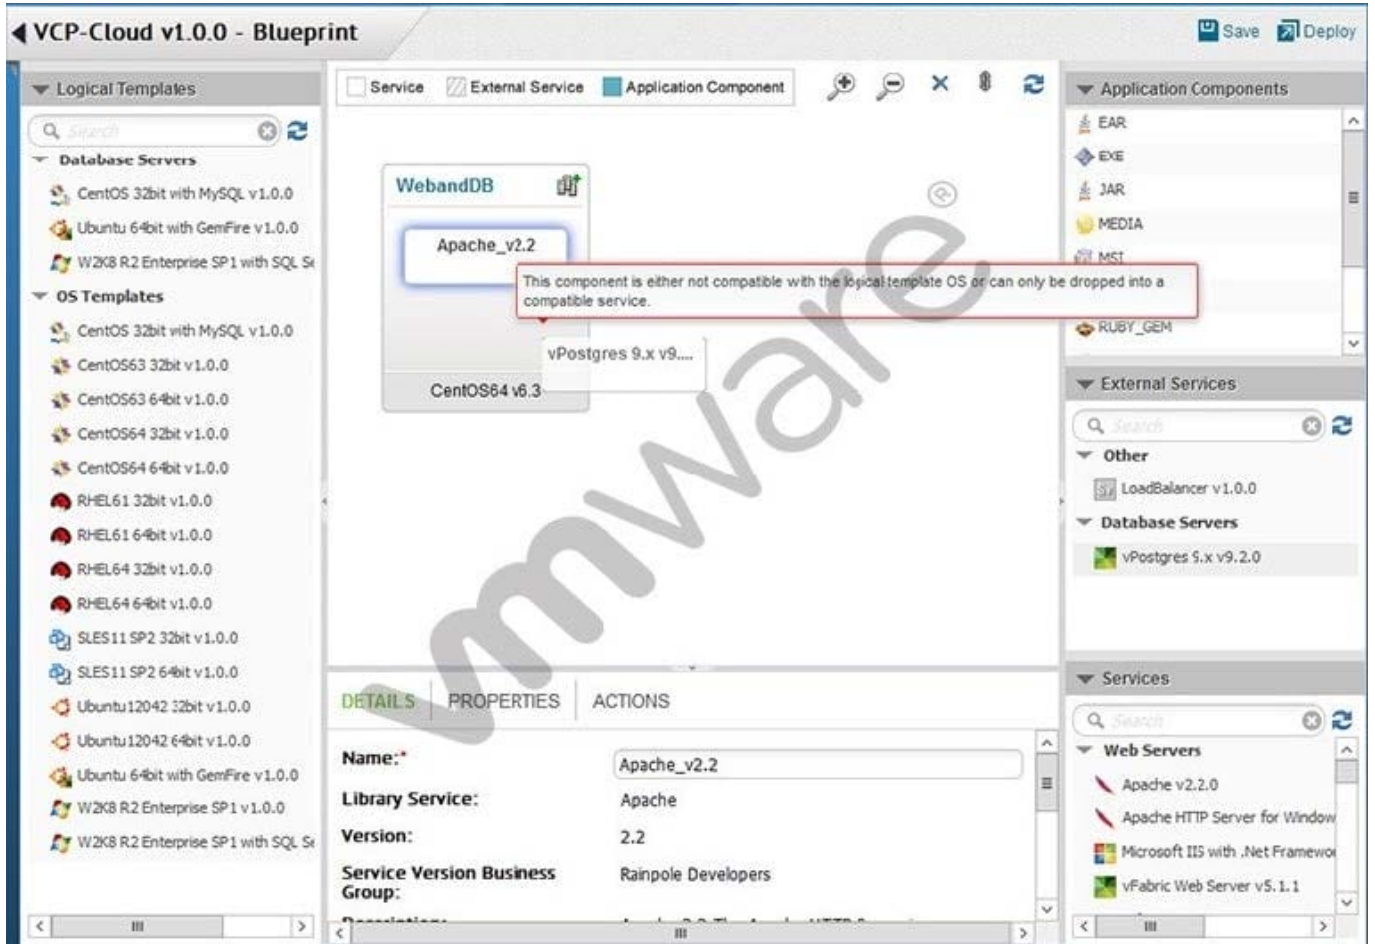 VCP-Cloud v1.0.0 - Blueprint
Save
Deploy
Logical Templates
Search
Database Servers
CentOS 32bit with MySQL v1.0.0
Ubuntu 64bit with GemFire v1.0.0
W2K8 R2 Enterprise SP1 with SQL Se
OS Templates
CentOS 32bit with MySQL v1.0.0
CentOS63 32bit v1.0.0
CentOS63 64bit v1.0.0
CentOS64 32bit v1.0.0
CentOS64 64bit v1.0.0
RHEL61 32bit v1.0.0
RHEL61 64bit v1.0.0
RHEL64 32bit v1.0.0
RHEL64 64bit v1.0.0
SLES11 SP2 32bit v1.0.0
SLES11 SP2 64bit v1.0.0
Ubuntu12042 32bit v1.0.0
Ubuntu12042 64bit v1.0.0
Ubuntu 64bit with GemFire v1.0.0
W2K8 R2 Enterprise SP1 v1.0.0
W2K8 R2 Enterprise SP1 with SQL Se
Service
External Service
Application Component
WebandDB
Apache_v2.2
This component is either not compatible with the logical template OS or can only be dropped into a
compatible service.
vPostgres 9.x v9....
CentOS64 v6.3
vmware®
DETAILS
PROPERTIES
ACTIONS
Name:*
Apache_v2.2
Library Service:
Apache
Version:
2.2
Service Version Business
Group:
Rainpole Developers
Application Components
EAR
EXE
JAR
MEDIA
MSI
RUBY_GEM
External Services
Search
Other
LoadBalancer v1.0.0
Database Servers
vPostgres 9.x v9.2.0
Services
Search
Web Servers
Apache v2.2.0
Apache HTTP Server for Window
Microsoft IIS with .Net Framewor
vFabric Web Server v5.1.1